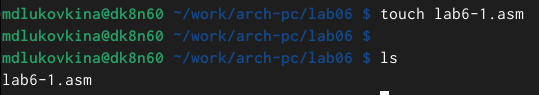 mdlukovkina@dk8n60 ~/work/arch-pc/lab06 $ touch lab6-1.asm
mdlukovkina@dk8n60 ~/work/arch-pc/lab06 $
mdlukovkina@dk8n60 ~/work/arch-pc/lab06 $ ls
lab6-1.asm